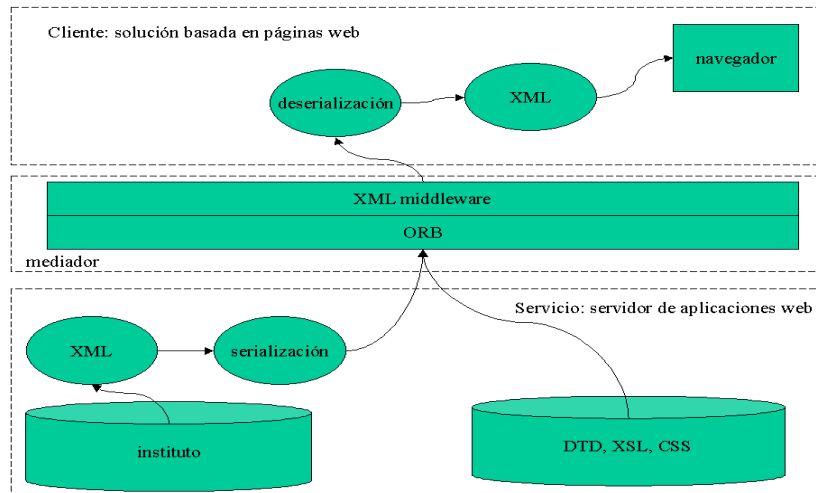 Cliente: solución basada en páginas web
navegador
deserialización
XML
XML middleware
ORB
mediador
Servicio: servidor de aplicaciones web
XML
serialización
instituto
DTD, XSL, CSS